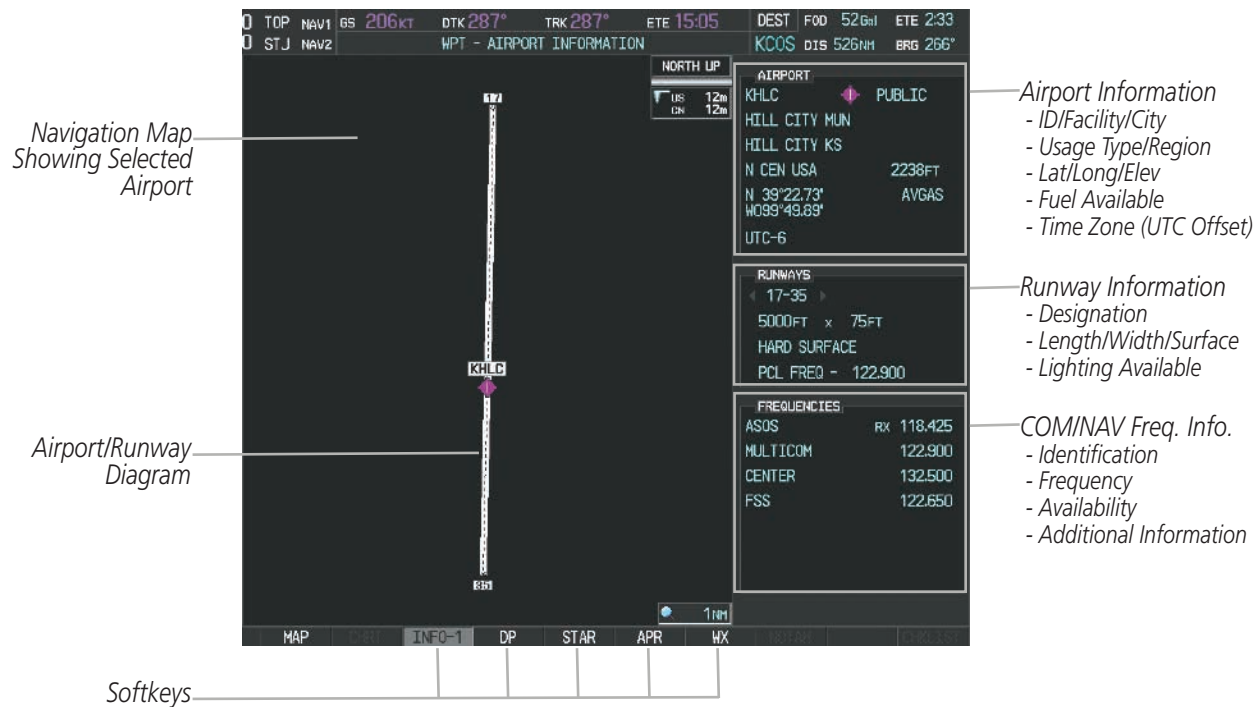 0 TOP NAV1 GS 206KT DTK 287° TRK 287° ETE 15:05 DEST FOD 52Gal ETE 2:33
0 STJ NAV2 WPT - AIRPORT INFORMATION KCOS DIS 526NM BRG 266°
NORTH UP
US 12m
CN 12m
17
KHLC
35
1NM
AIRPORT
KHLC PUBLIC
HILL CITY MUN
HILL CITY KS
N CEN USA 2238FT
N 39°22.73' AVGAS
W099°49.89'
UTC-6
RUNWAYS
17-35
5000FT x 75FT
HARD SURFACE
PCL FREQ - 122.900
FREQUENCIES
ASOS RX 118.425
MULTICOM 122.900
CENTER 132.500
FSS 122.650
MAP INFO-1 DP STAR APR WX CHKLIST
Navigation Map
Showing Selected
Airport
Airport/Runway
Diagram
Softkeys
Airport Information
- ID/Facility/City
- Usage Type/Region
- Lat/Long/Elev
- Fuel Available
- Time Zone (UTC Offset)
Runway Information
- Designation
- Length/Width/Surface
- Lighting Available
COM/NAV Freq. Info.
- Identification
- Frequency
- Availability
- Additional Information